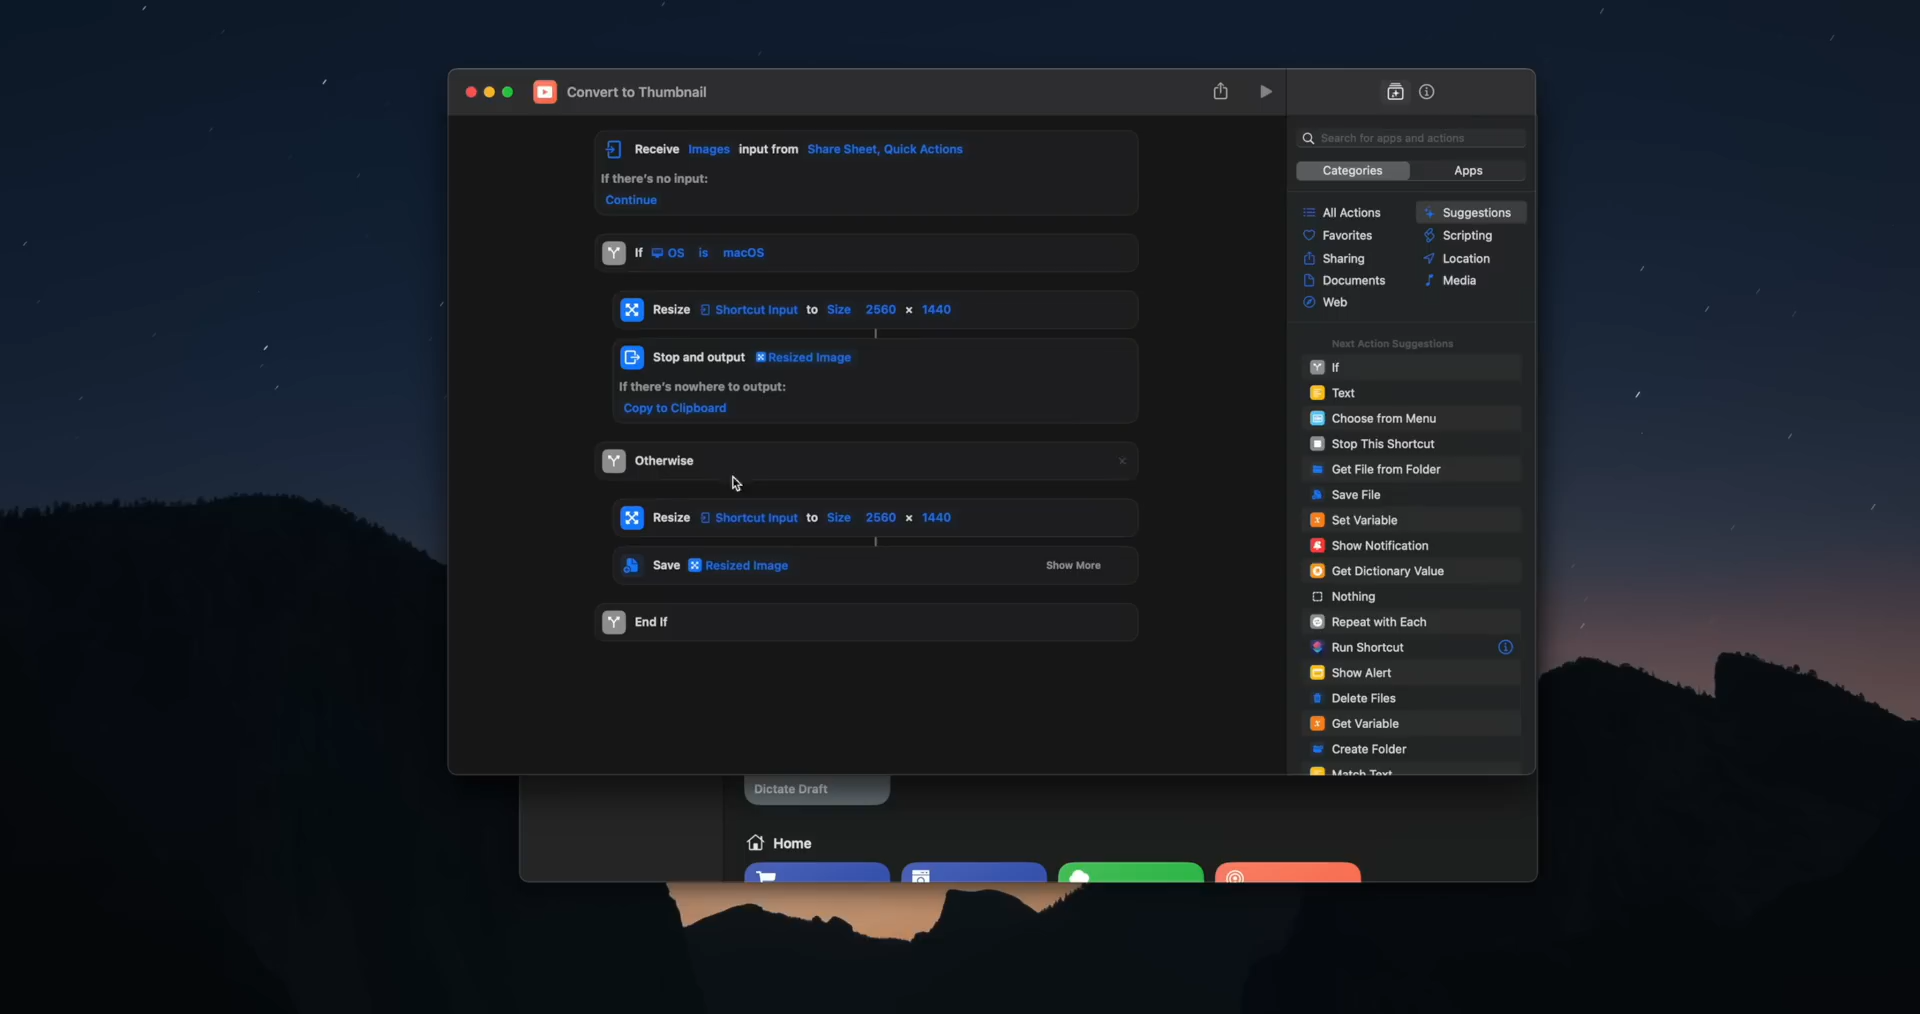 Convert to Thumbnail
Receive Images input from Share Sheet, Quick Actions
If there's no input:
Continue
If OS is macOS
Resize Shortcut Input to Size 2560 × 1440
Stop and output Resized Image
If there's nowhere to output:
Copy to Clipboard
Otherwise
Resize Shortcut Input to Size 2560 × 1440
Save Resized Image Show More
End If
Search for apps and actions
Categories Apps
All Actions Suggestions
Favorites Scripting
Sharing Location
Documents Media
Web
Next Action Suggestions
If
Text
Choose from Menu
Stop This Shortcut
Get File from Folder
Save File
Set Variable
Show Notification
Get Dictionary Value
Nothing
Repeat with Each
Run Shortcut
Show Alert
Delete Files
Get Variable
Create Folder
Match Text
Dictate Draft
Home